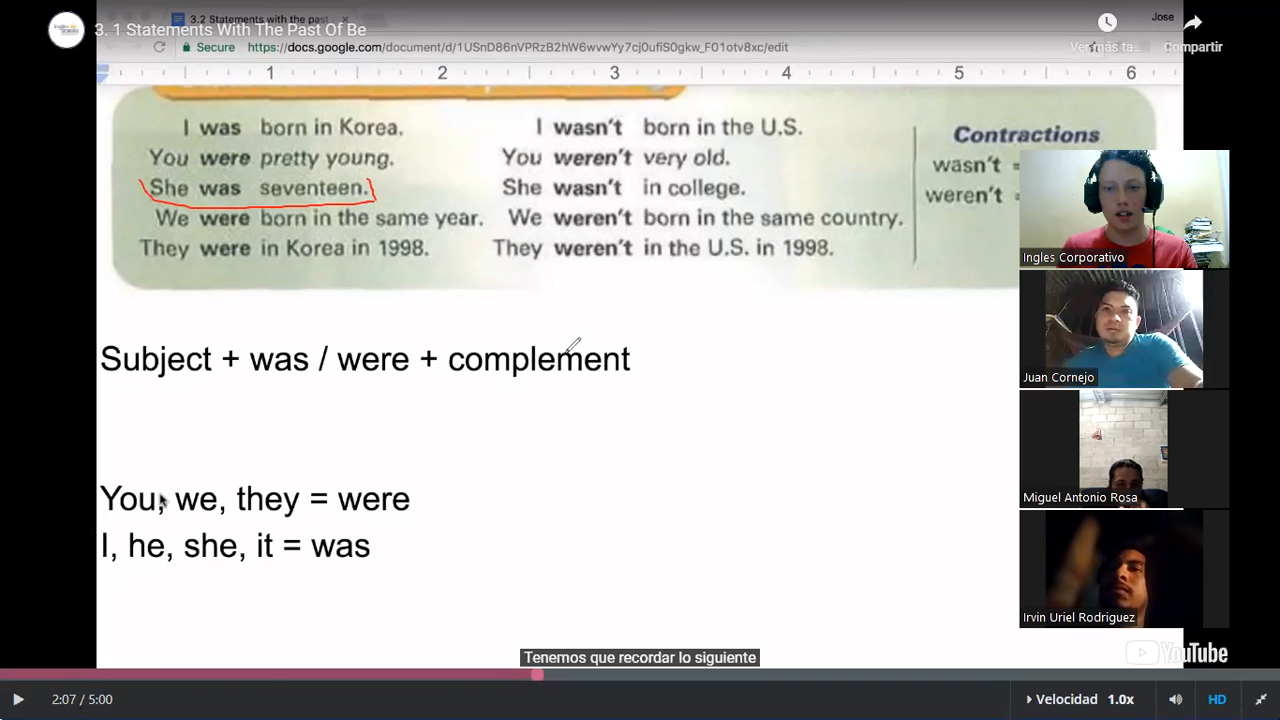 3.2 Statements with the past
3. 1 Statements With The Past Of Be
Jose
Secure https://docs.google.com/document/d/1USnD86nVPRzB2hW6wvwYy7cj0ufiS0gkw_F01otv8xc/edit
Ver más ta...
Compartir
1 2 3 4 5 6
I was born in Korea.
You were pretty young.
She was seventeen.
We were born in the same year.
They were in Korea in 1998.
I wasn't born in the U.S.
You weren't very old.
She wasn't in college.
We weren't born in the same country.
They weren't in the U.S. in 1998.
Contractions
wasn't =
weren't =
Ingles Corporativo
Juan Cornejo
Miguel Antonio Rosa
Irvin Uriel Rodriguez
Subject + was / were + complement
You, we, they = were
I, he, she, it = was
Tenemos que recordar lo siguiente
YouTube
2:07 / 5:00
Velocidad 1.0x
HD